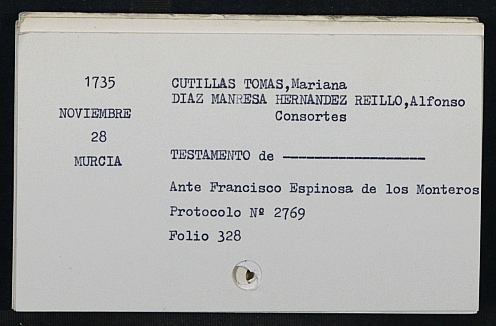 1735
NOVIEMBRE
28
MURCIA
CUTILLAS TOMAS,Mariana
DIAZ MANRESA HERNANDEZ REILLO,Alfonso
Consortes
TESTAMENTO de ------------------
Ante Francisco Espinosa de los Monteros
Protocolo Nº 2769
Folio 328